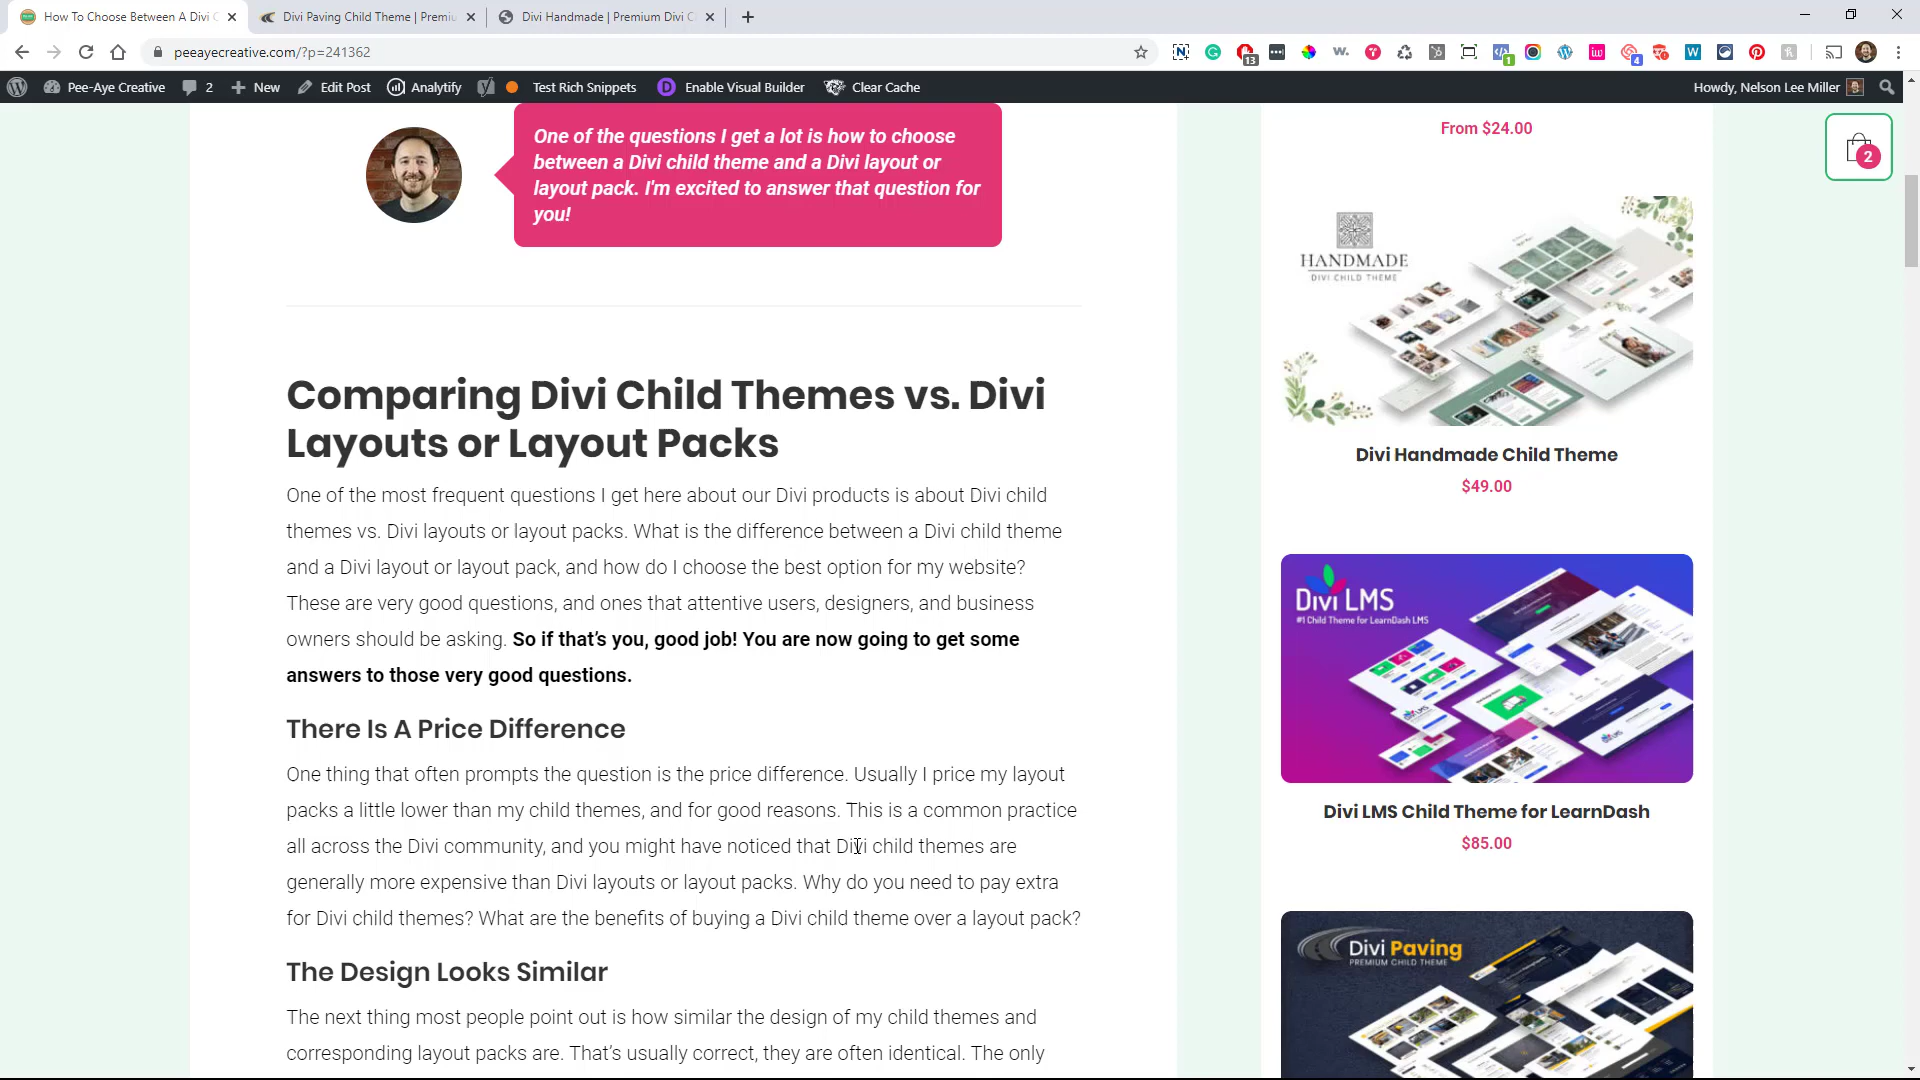 How To Choose Between A Divi C
Divi Paving Child Theme | Premiu
Divi Handmade | Premium Divi C
peeayecreative.com/?p=241362
13
1
4
Pee-Aye Creative
2
New
Edit Post
Analytify
Test Rich Snippets
Enable Visual Builder
Clear Cache
Howdy, Nelson Lee Miller
One of the questions I get a lot is how to choose
between a Divi child theme and a Divi layout or
layout pack. I'm excited to answer that question for
you!
Comparing Divi Child Themes vs. Divi
Layouts or Layout Packs
One of the most frequent questions I get here about our Divi products is about Divi child
themes vs. Divi layouts or layout packs. What is the difference between a Divi child theme
and a Divi layout or layout pack, and how do I choose the best option for my website?
These are very good questions, and ones that attentive users, designers, and business
owners should be asking. So if that’s you, good job! You are now going to get some
answers to those very good questions.
There Is A Price Difference
One thing that often prompts the question is the price difference. Usually I price my layout
packs a little lower than my child themes, and for good reasons. This is a common practice
all across the Divi community, and you might have noticed that Divi child themes are
generally more expensive than Divi layouts or layout packs. Why do you need to pay extra
for Divi child themes? What are the benefits of buying a Divi child theme over a layout pack?
The Design Looks Similar
The next thing most people point out is how similar the design of my child themes and
corresponding layout packs are. That’s usually correct, they are often identical. The only
From $24.00
2
HANDMADE
DIVI CHILD THEME
Divi Handmade Child Theme
$49.00
Divi LMS
#1 Child Theme for LearnDash LMS
Divi LMS Child Theme for LearnDash
$85.00
Divi Paving
PREMIUM CHILD THEME